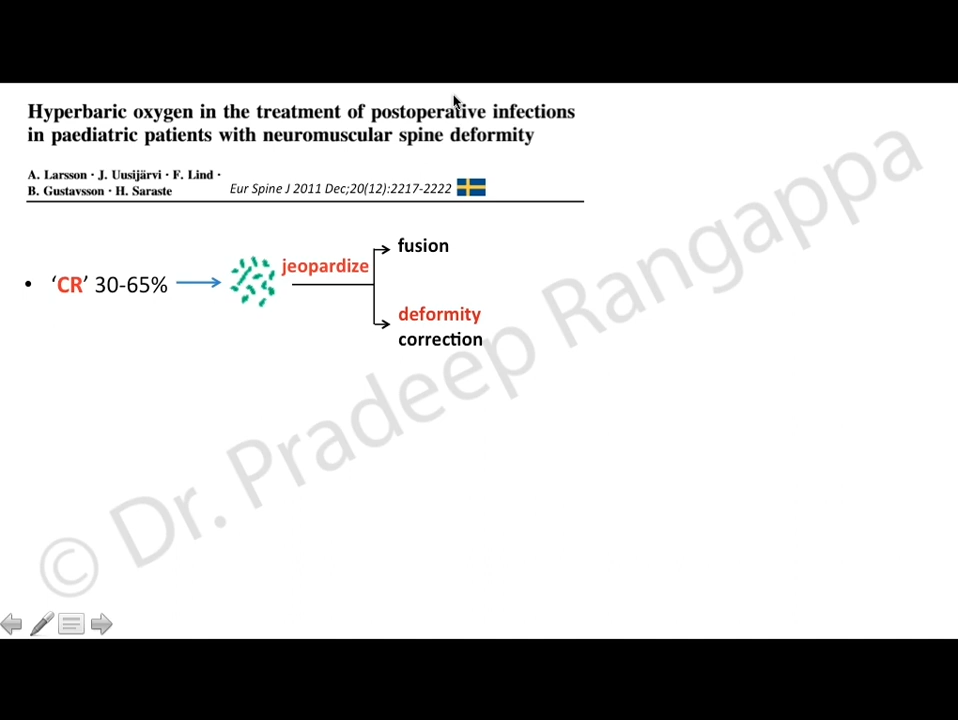 Hyperbaric oxygen in the treatment of postoperative infections
in paediatric patients with neuromuscular spine deformity
A. Larsson · J. Uusijärvi · F. Lind ·
B. Gustavsson · H. Saraste
Eur Spine J 2011 Dec;20(12):2217-2222
• ‘CR’ 30-65%
jeopardize
fusion
deformity
correction
© Dr. Pradeep Rangappa